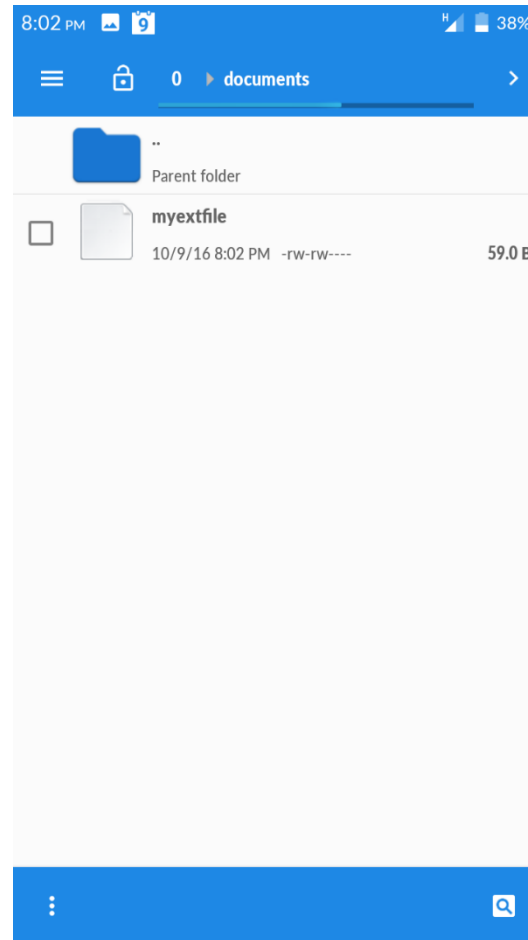 8:02 PM 9 H 38%
0 documents
..
Parent folder
myextfile
10/9/16 8:02 PM -rw-rw---- 59.0 B